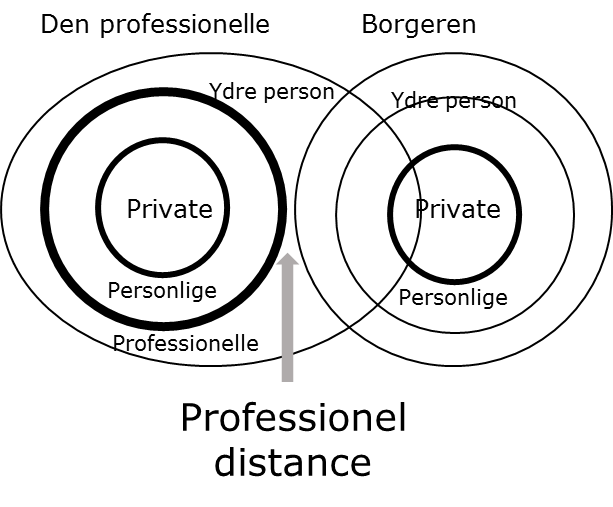 Den professionelle
Borgeren
Ydre person
Ydre person
Private
Private
Personlige
Personlige
Professionelle
Professionel
distance